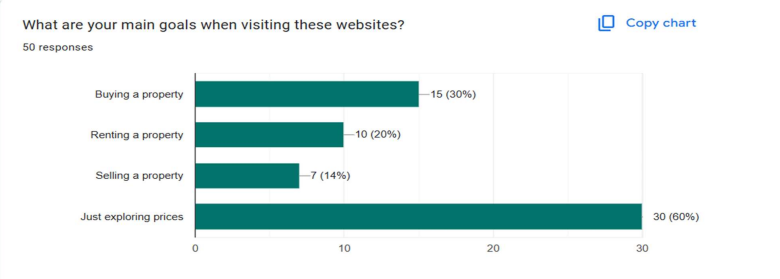 What are your main goals when visiting these websites?
Copy chart
50 responses
Buying a property
15 (30%)
Renting a property
10 (20%)
Selling a property
7 (14%)
Just exploring prices
30 (60%)
0
10
20
30